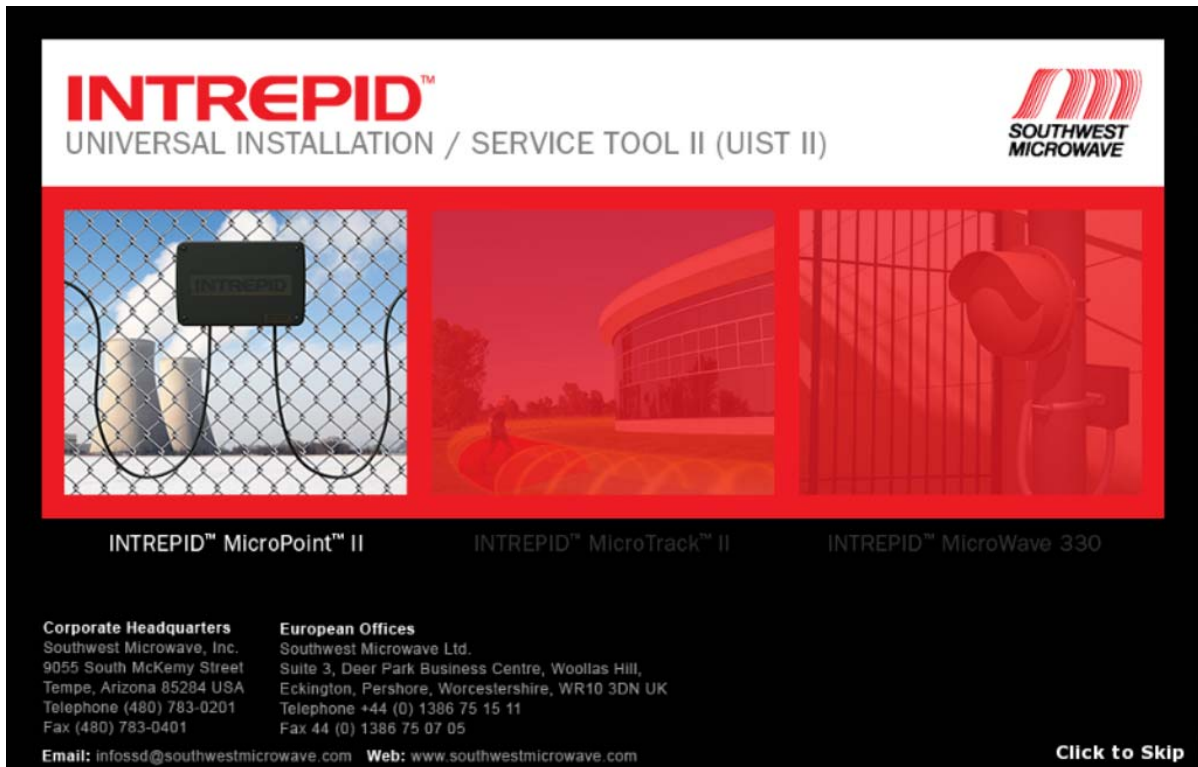 INTREPID™
UNIVERSAL INSTALLATION / SERVICE TOOL II (UIST II)
SOUTHWEST
MICROWAVE
INTREPID
INTREPID™ MicroPoint™ II
INTREPID™ MicroTrack™ II
INTREPID™ MicroWave 330
Corporate Headquarters
Southwest Microwave, Inc.
9055 South McKemy Street
Tempe, Arizona 85284 USA
Telephone (480) 783-0201
Fax (480) 783-0401
European Offices
Southwest Microwave Ltd.
Suite 3, Deer Park Business Centre, Woollas Hill,
Eckington, Pershore, Worcestershire, WR10 3DN UK
Telephone +44 (0) 1386 75 15 11
Fax 44 (0) 1386 75 07 05
Email: infossd@southwestmicrowave.com Web: www.southwestmicrowave.com
Click to Skip